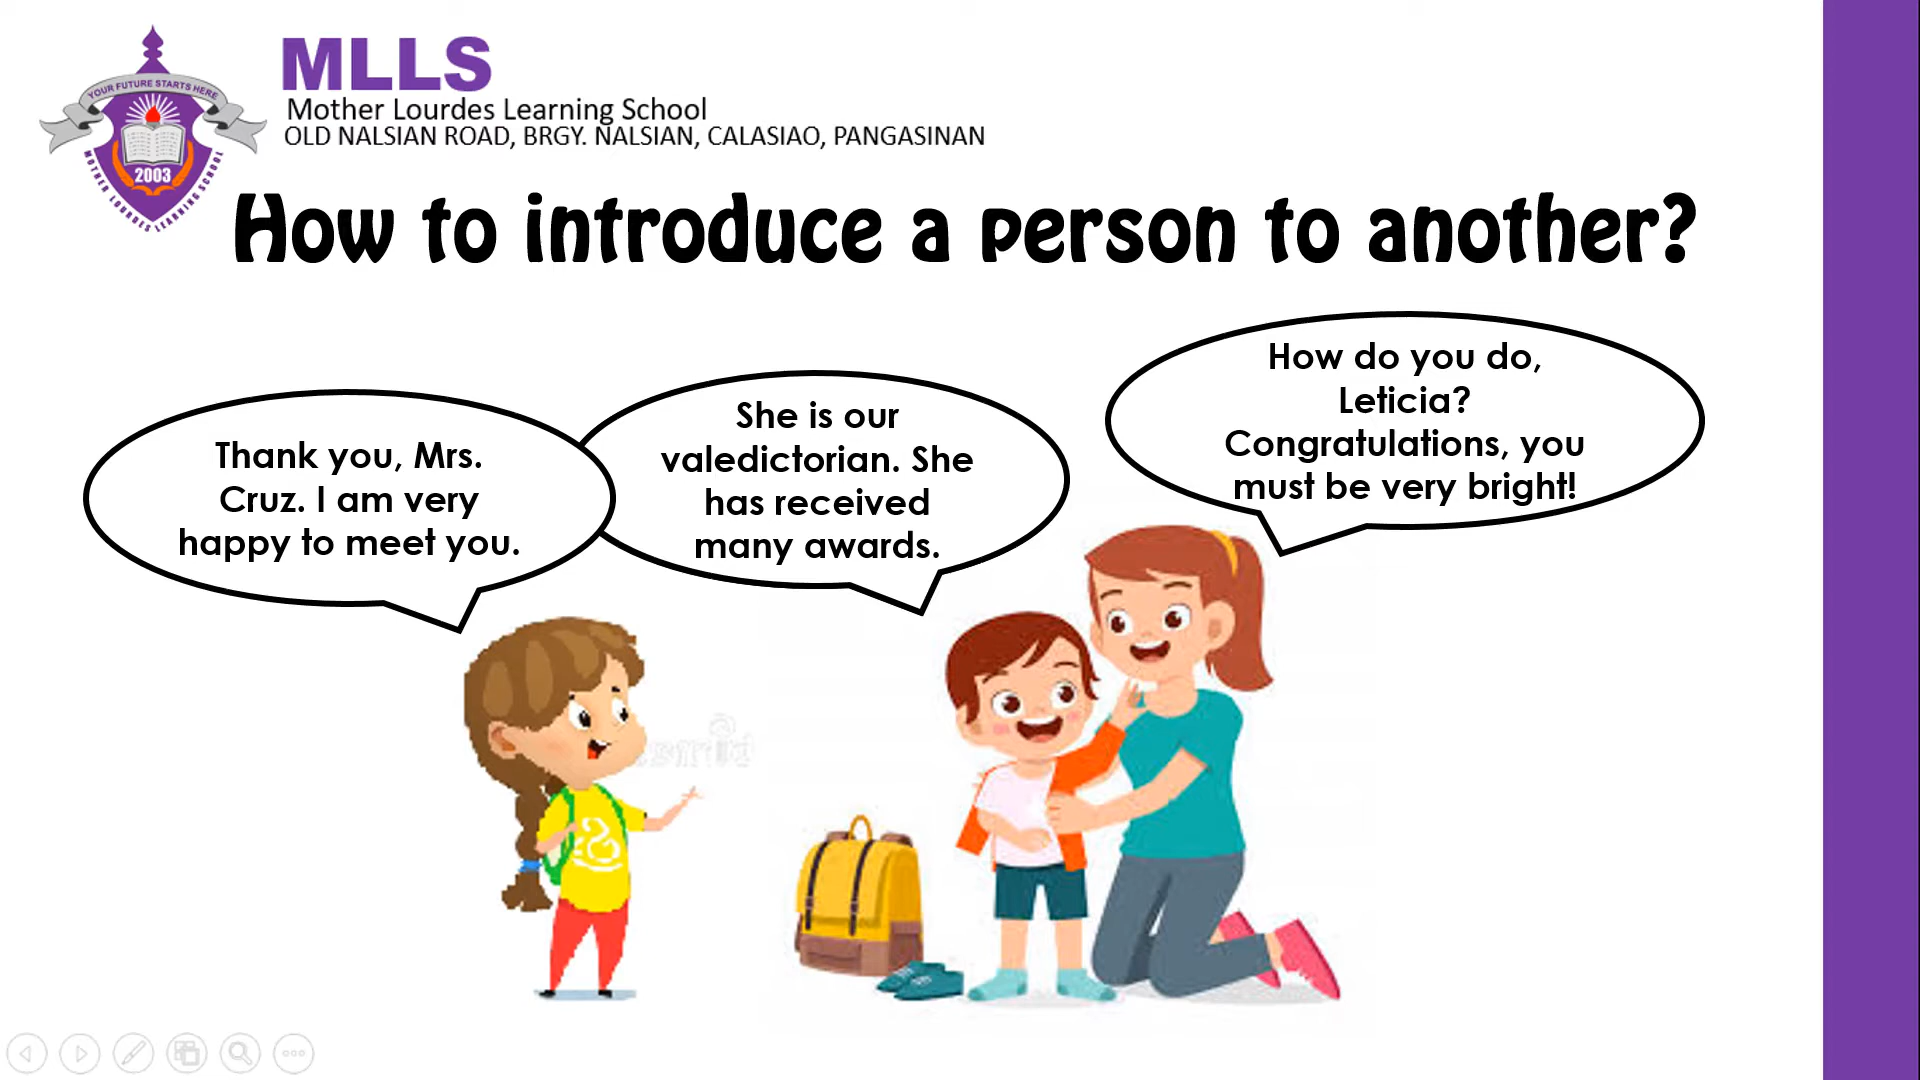 YOUR FUTURE STARTS HERE
2003
MOTHER LOURDES LEARNING SCHOOL
MLLS
Mother Lourdes Learning School
OLD NALSIAN ROAD, BRGY. NALSIAN, CALASIAO, PANGASINAN
How to introduce a person to another?
Thank you, Mrs.
Cruz. I am very
happy to meet you.
She is our
valedictorian. She
has received
many awards.
How do you do,
Leticia?
Congratulations, you
must be very bright!